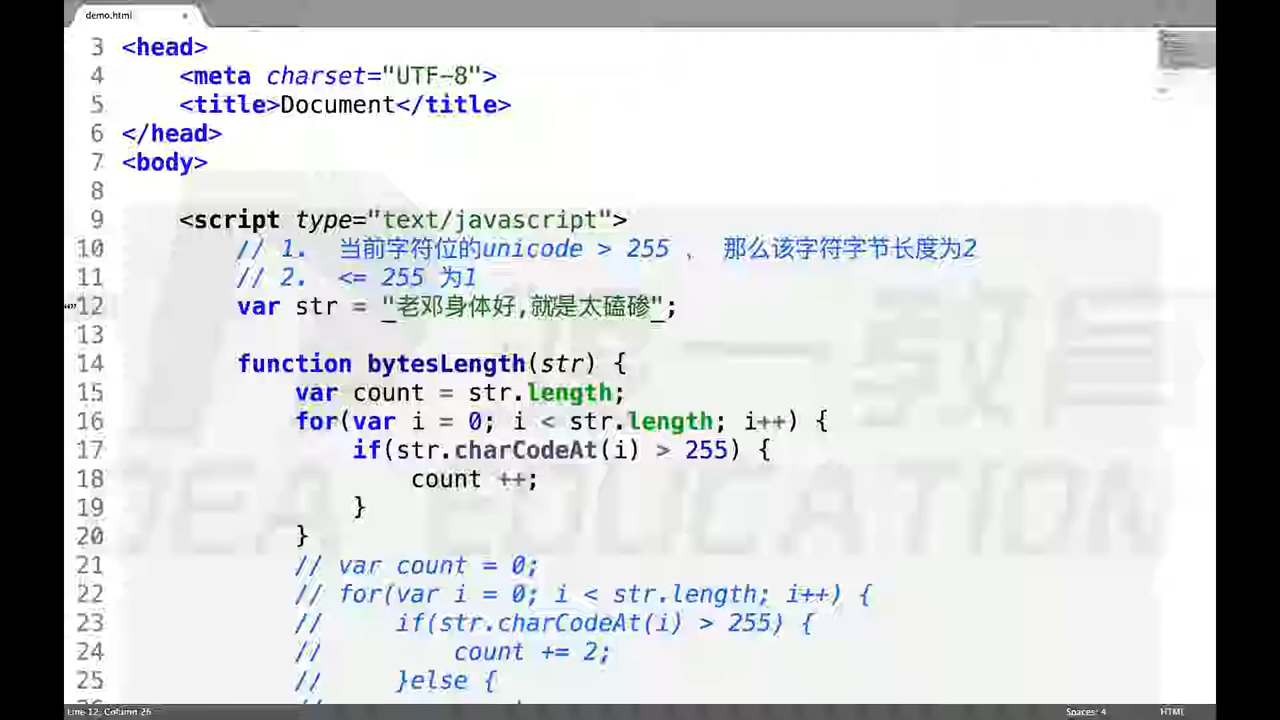 demo.html
3 <head>
4 <meta charset="UTF-8">
5 <title>Document</title>
6 </head>
7 <body>
8
9 <script type="text/javascript">
10 // 1. 当前字符位的unicode > 255 , 那么该字符字节长度为2
11 // 2. <= 255 为1
12 var str = "老邓身体好,就是太磕碜";
13
14 function bytesLength(str) {
15 var count = str.length;
16 for(var i = 0; i < str.length; i++) {
17 if(str.charCodeAt(i) > 255) {
18 count ++;
19 }
20 }
21 // var count = 0;
22 // for(var i = 0; i < str.length; i++) {
23 // if(str.charCodeAt(i) > 255) {
24 // count += 2;
25 // }else {
Line 12, Column 26
Spaces: 4
HTML